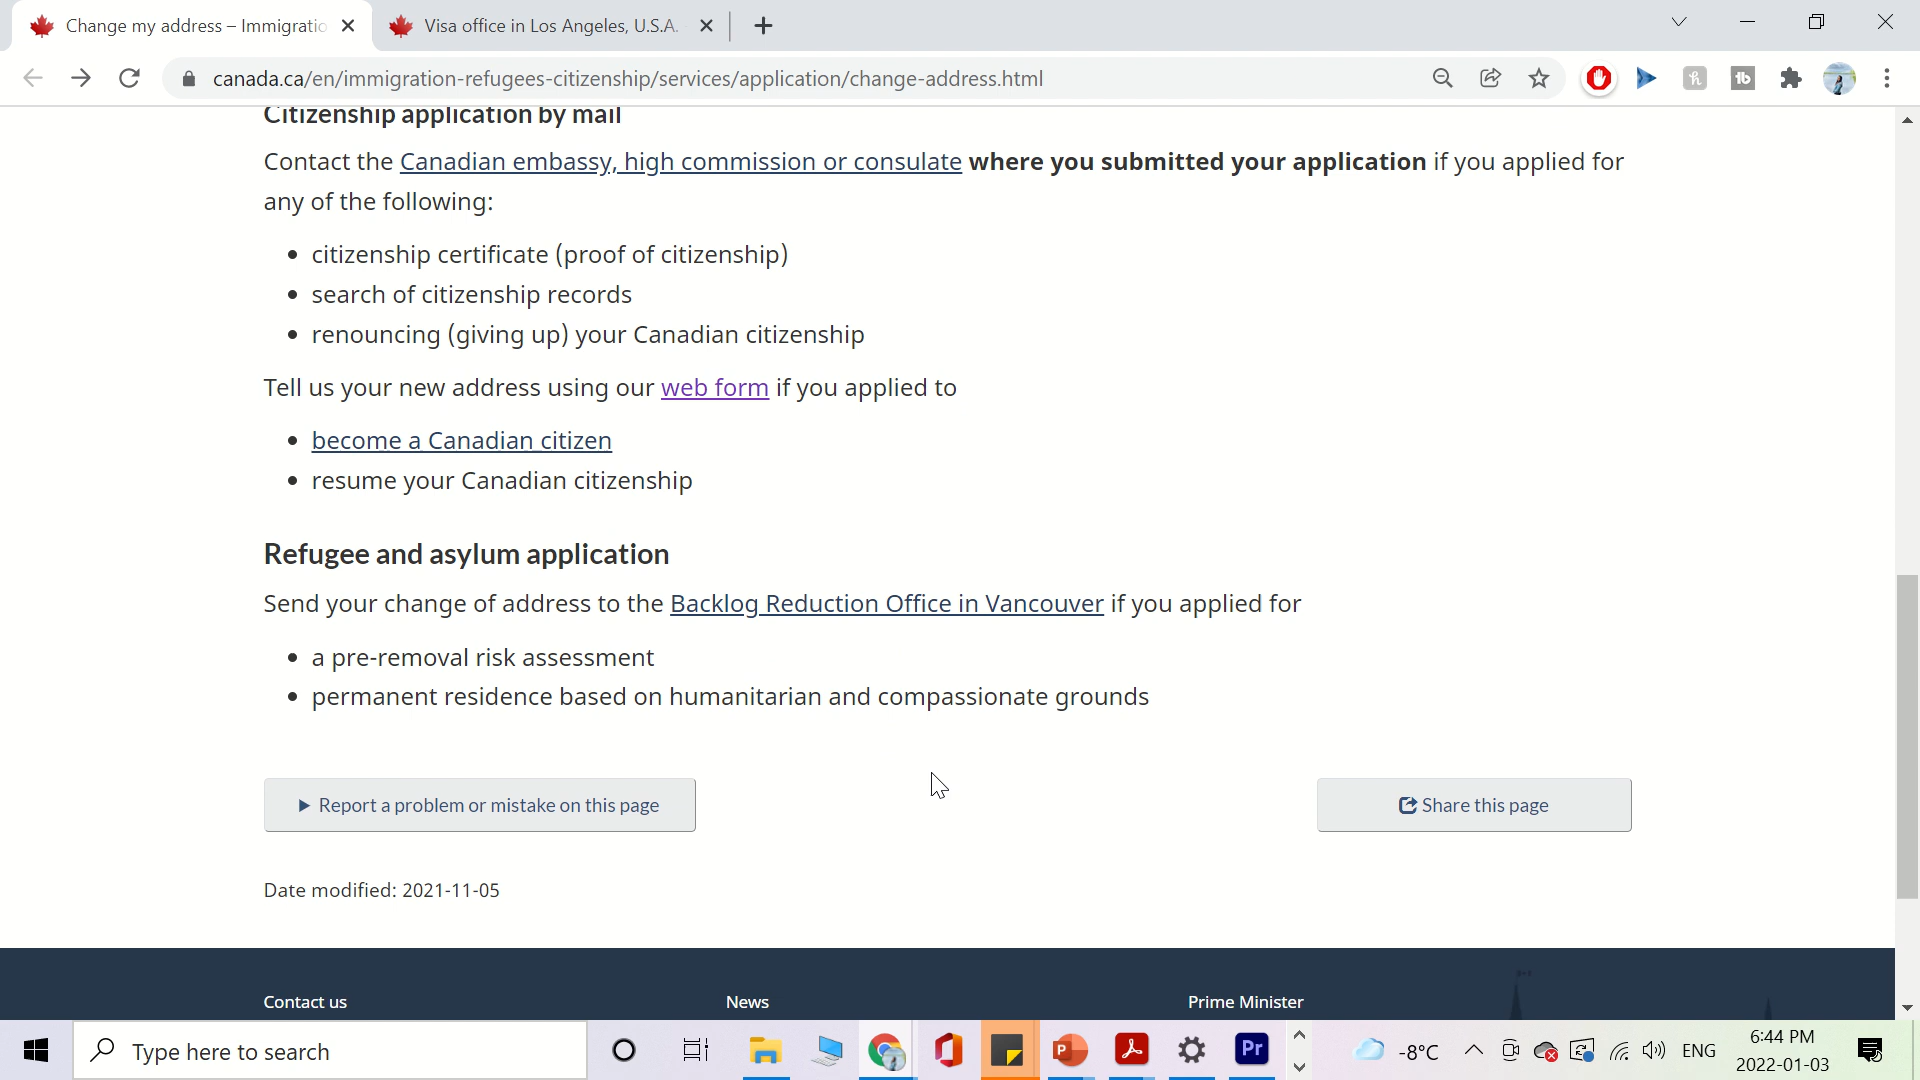 Change my address – Immigratio
Visa office in Los Angeles, U.S.A.
canada.ca/en/immigration-refugees-citizenship/services/application/change-address.html
Citizenship application by mail
Contact the Canadian embassy, high commission or consulate where you submitted your application if you applied for
any of the following:
• citizenship certificate (proof of citizenship)
• search of citizenship records
• renouncing (giving up) your Canadian citizenship
Tell us your new address using our web form if you applied to
• become a Canadian citizen
• resume your Canadian citizenship
Refugee and asylum application
Send your change of address to the Backlog Reduction Office in Vancouver if you applied for
• a pre-removal risk assessment
• permanent residence based on humanitarian and compassionate grounds
Report a problem or mistake on this page
Share this page
Date modified: 2021-11-05
Contact us
News
Prime Minister
Type here to search
Pr
-8°C
ENG
6:44 PM
2022-01-03